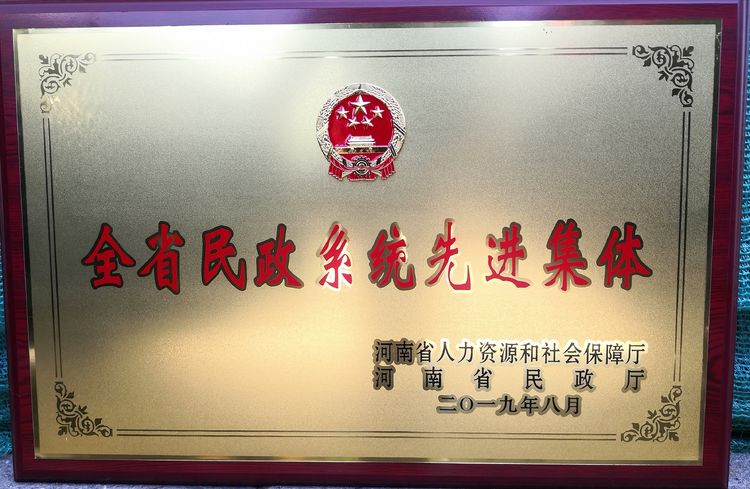 全省民政系统先进集体
河南省人力资源和社会保障厅
河南省民政厅
二〇一九年八月